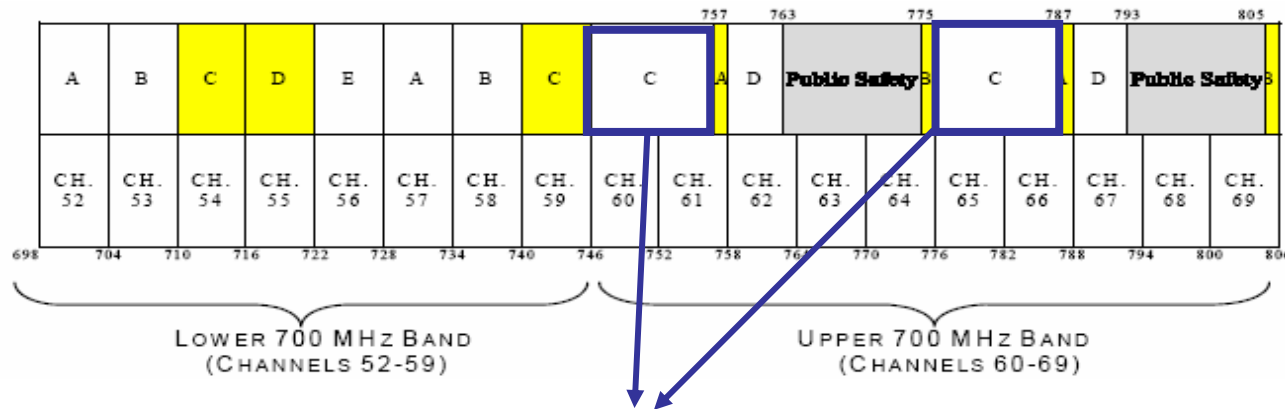 757 763 775 787 793 805
A B C D E A B C C A D Public Safety B C A D Public Safety B
CH. CH. CH. CH. CH. CH. CH. CH. CH. CH. CH. CH. CH. CH. CH. CH. CH. CH.
52 53 54 55 56 57 58 59 60 61 62 63 64 65 66 67 68 69
698 704 710 716 722 728 734 740 746 752 758 764 770 776 782 788 794 800 806
LOWER 700 MHZ BAND
(CHANNELS 52-59)
UPPER 700 MHZ BAND
(CHANNELS 60-69)